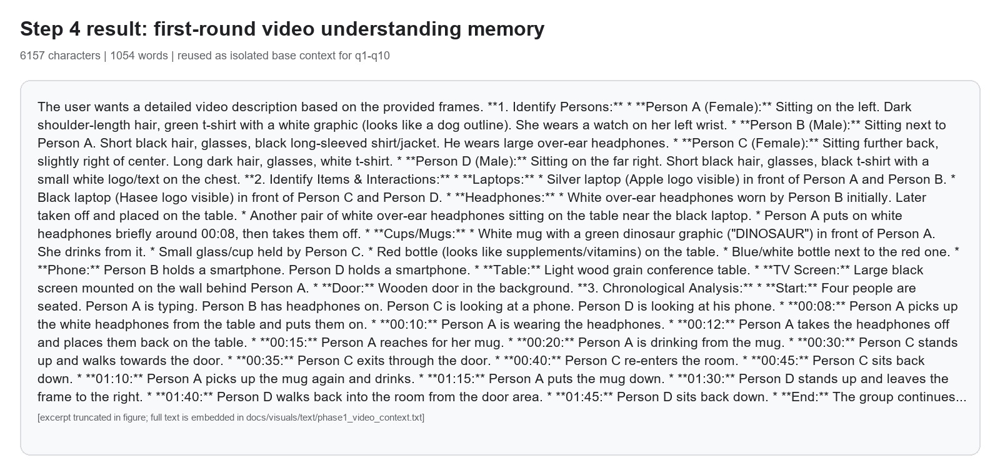 Step 4 result: first-round video understanding memory
6157 characters | 1054 words | reused as isolated base context for q1-q10
The user wants a detailed video description based on the provided frames. **1. Identify Persons:** * **Person A (Female):** Sitting on the left. Dark
shoulder-length hair, green t-shirt with a white graphic (looks like a dog outline). She wears a watch on her left wrist. * **Person B (Male):** Sitting next to
Person A. Short black hair, glasses, black long-sleeved shirt/jacket. He wears large over-ear headphones. * **Person C (Female):** Sitting further back,
slightly right of center. Long dark hair, glasses, white t-shirt. * **Person D (Male):** Sitting on the far right. Short black hair, glasses, black t-shirt with a
small white logo/text on the chest. **2. Identify Items & Interactions:** * **Laptops:** * Silver laptop (Apple logo visible) in front of Person A and Person B. *
Black laptop (Hasee logo visible) in front of Person C and Person D. * **Headphones:** * White over-ear headphones worn by Person B initially. Later
taken off and placed on the table. * Another pair of white over-ear headphones sitting on the table near the black laptop. * Person A puts on white
headphones briefly around 00:08, then takes them off. * **Cups/Mugs:** * White mug with a green dinosaur graphic ("DINOSAUR") in front of Person A.
She drinks from it. * Small glass/cup held by Person C. * Red bottle (looks like supplements/vitamins) on the table. * Blue/white bottle next to the red one. *
**Phone:** Person B holds a smartphone. Person D holds a smartphone. * **Table:** Light wood grain conference table. * **TV Screen:** Large black
screen mounted on the wall behind Person A. * **Door:** Wooden door in the background. **3. Chronological Analysis:** * **Start:** Four people are
seated. Person A is typing. Person B has headphones on. Person C is looking at a phone. Person D is looking at his phone. * **00:08:** Person A picks up
the white headphones from the table and puts them on. * **00:10:** Person A is wearing the headphones. * **00:12:** Person A takes the headphones off
and places them back on the table. * **00:15:** Person A reaches for her mug. * **00:20:** Person A is drinking from the mug. * **00:30:** Person C stands
up and walks towards the door. * **00:35:** Person C exits through the door. * **00:40:** Person C re-enters the room. * **00:45:** Person C sits back
down. * **01:10:** Person A picks up the mug again and drinks. * **01:15:** Person A puts the mug down. * **01:30:** Person D stands up and leaves the
frame to the right. * **01:40:** Person D walks back into the room from the door area. * **01:45:** Person D sits back down. * **End:** The group continues...
[excerpt truncated in figure; full text is embedded in docs/visuals/text/phase1_video_context.txt]